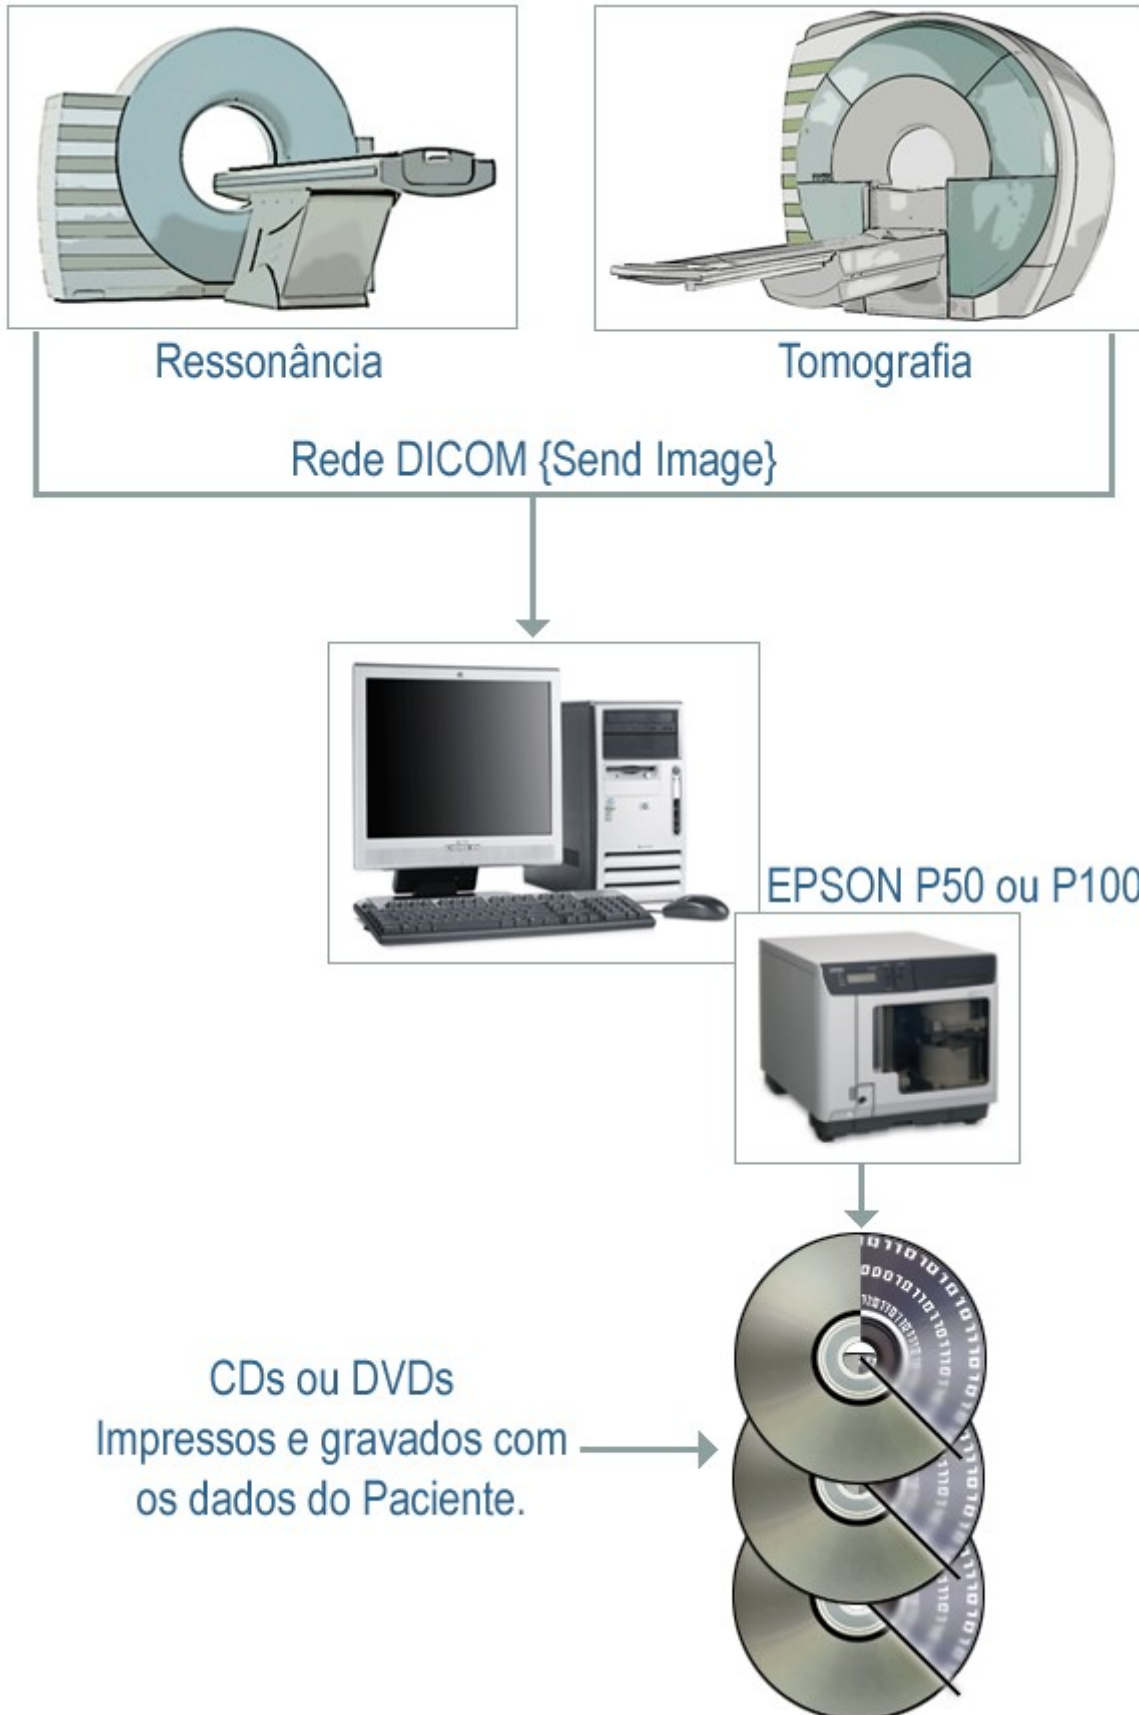 Ressonância
Tomografia
Rede DICOM {Send Image}
EPSON P50 ou P100
CDs ou DVDs
Impressos e gravados com
os dados do Paciente.